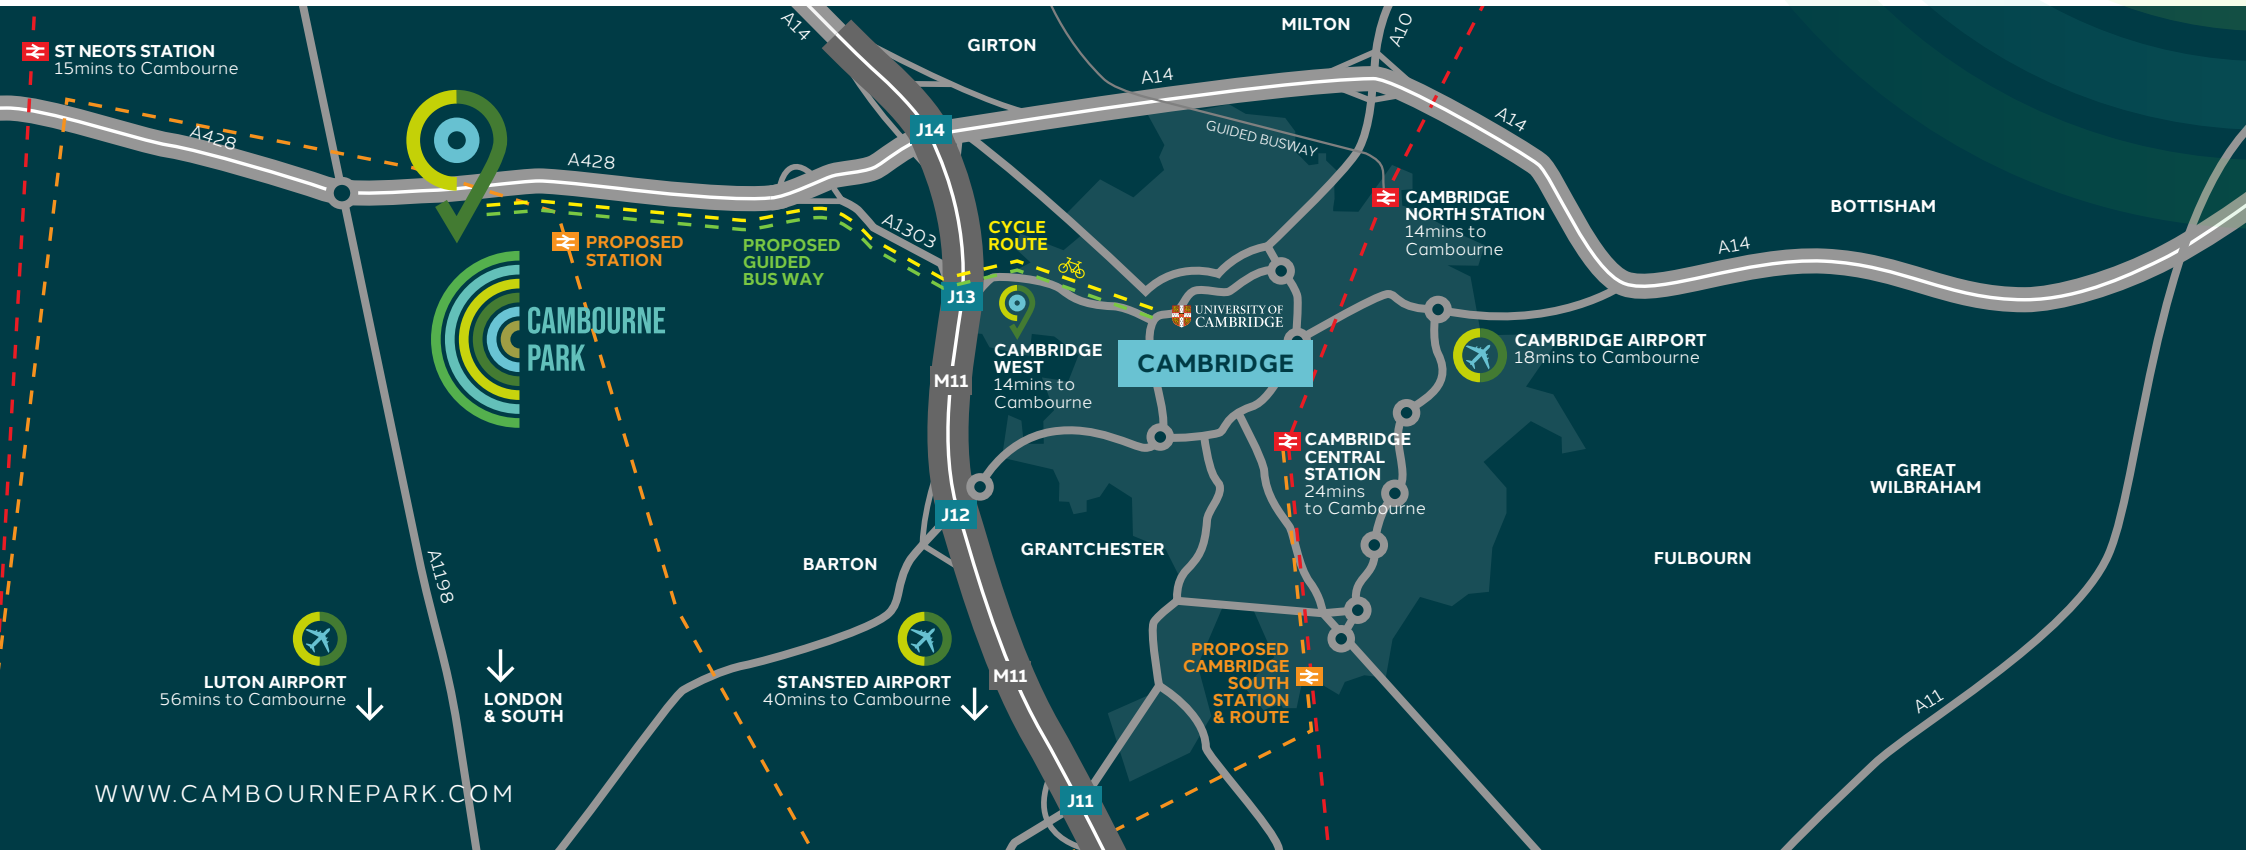 A14
GIRTON
MILTON
A10
ST NEOTS STATION
15mins to Cambourne
A14
A14
A428
J14
GUIDED BUSWAY
A428
CAMBRIDGE
NORTH STATION
14mins to
Cambourne
BOTTISHAM
A1303
CYCLE
ROUTE
PROPOSED
STATION
PROPOSED
GUIDED
BUS WAY
A14
J13
UNIVERSITY OF
CAMBRIDGE
CAMBOURNE
PARK
CAMBRIDGE
WEST
14mins to
Cambourne
CAMBRIDGE
CAMBRIDGE AIRPORT
18mins to Cambourne
M11
CAMBRIDGE
CENTRAL
STATION
24mins
to Cambourne
GREAT
WILBRAHAM
J12
GRANTCHESTER
BARTON
FULBOURN
A1198
LUTON AIRPORT
56mins to Cambourne
LONDON
& SOUTH
STANSTED AIRPORT
40mins to Cambourne
M11
PROPOSED
CAMBRIDGE
SOUTH
STATION
& ROUTE
A11
WWW.CAMBOURNEPARK.COM
J11